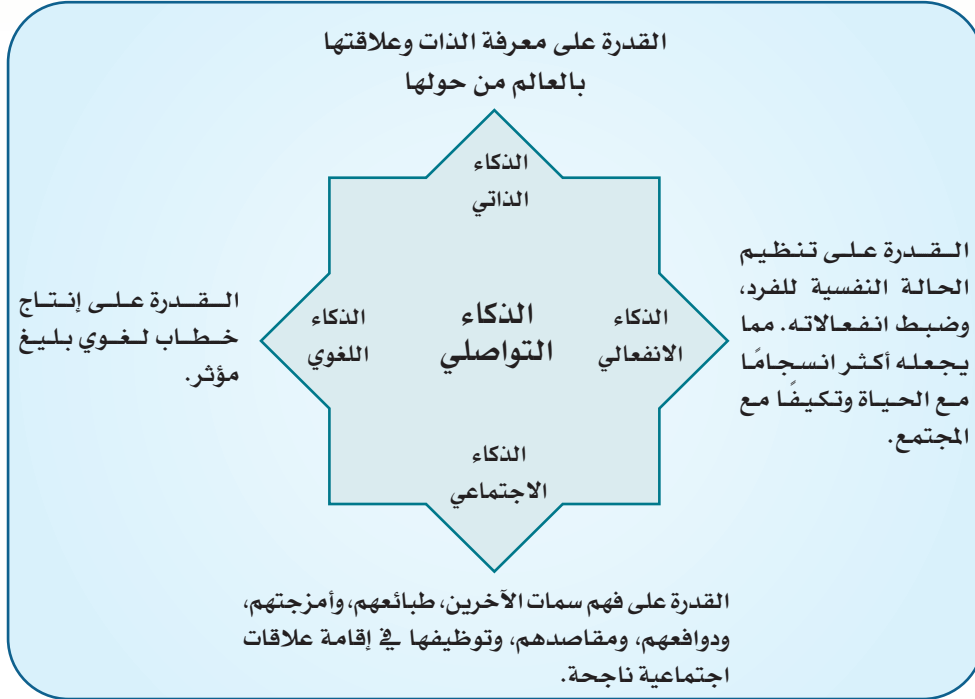 القدرة على معرفة الذات وعلاقتها
بالعالم من حولها
الذكاء
الذاتي
القدرة على تنظيم
الحالة النفسية للفرد،
وضبط انفعالاته. مما
يجعله أكثر انسجامًا
مع الحياة وتكيفًا مع
المجتمع.
الذكاء
الانفعالي
الذكاء
التواصلي
الذكاء
اللغوي
القدرة على إنتاج
خطاب لغوي بليغ
مؤثر.
الذكاء
الاجتماعي
القدرة على فهم سمات الآخرين، طبائعهم، وأمزجتهم،
ودوافعهم، ومقاصدهم، وتوظيفها في إقامة علاقات
اجتماعية ناجحة.